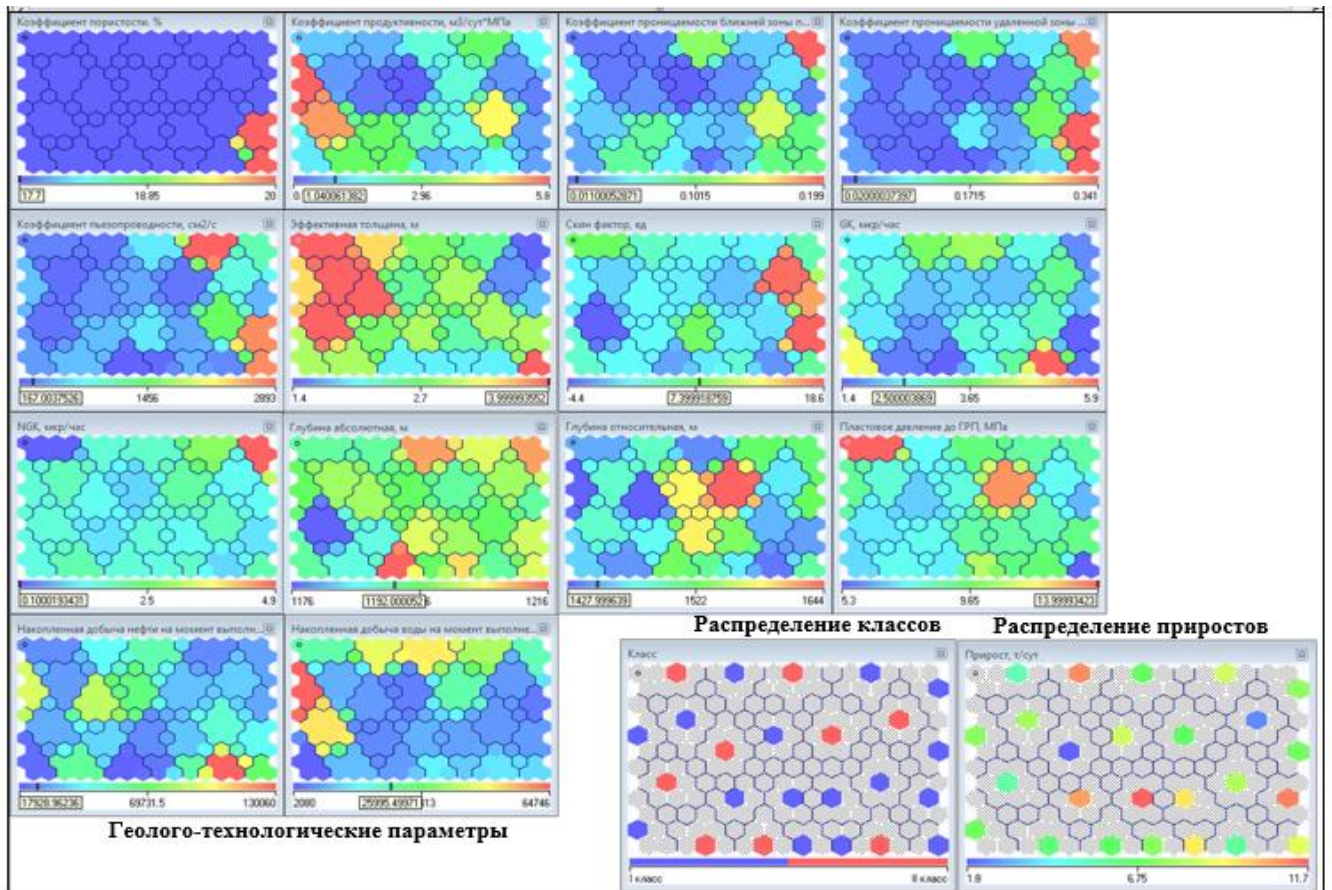 Коэффициент пористости. %
Коэффициент продуктивности, м3/сут*МПа
Коэффициент проницаемости ближней зоны п...
Коэффициент проницаемости удаленной зоны ...
17.7 18.85 20
0. 1.040061382 2.96 5.8
0.01100052871 0.1015 0.199
0.02000037397 0.1715 0.341
Коэффициент пьезопроводности, см2/с
Эффективная толщина, м
Скин фактор, ед
GK, мкр/час
167.0037526 1456 2893
1.4 2.7 3.999993552
-4.4 7.399918759 18.6
1.4 2.500003869 3.65 5.9
NGK, мкр/час
Глубина абсолютная, м
Глубина относительная, м
Пластовое давление до ГРП, МПа
0.1000193431 2.5 4.9
1176 1192.000052 6 1216
1427.999639 1522 1644
5.3 9.65 13.99993423
Накопленная добыча нефти на момент выполне...
Накопленная добыча воды на момент выполне...
Распределение классов
Распределение приростов
Класс
Прирост, т/сут
17928.96236 69731.5 130060
2080 25995.49971 13 64746
Геолого-технологические параметры
I класс II класс
1.8 6.75 11.7